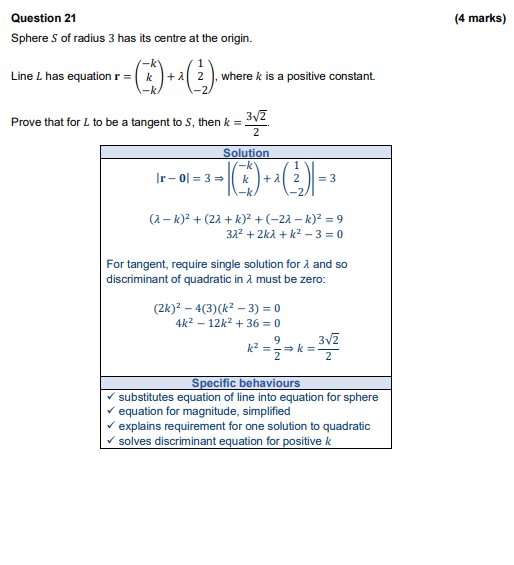 Question 21 (4 marks)
Sphere S of radius 3 has its centre at the origin.
Line L has equation r = (−k k −k) + λ(1 2 −2), where k is a positive constant.
Prove that for L to be a tangent to S, then k = 3√2/2.
Solution
|r − 0| = 3 ⇒ |(−k k −k) + λ(1 2 −2)| = 3
(λ − k)² + (2λ + k)² + (−2λ − k)² = 9
3λ² + 2kλ + k² − 3 = 0
For tangent, require single solution for λ and so
discriminant of quadratic in λ must be zero:
(2k)² − 4(3)(k² − 3) = 0
4k² − 12k² + 36 = 0
k² = 9/2 ⇒ k = 3√2/2
Specific behaviours
✓ substitutes equation of line into equation for sphere
✓ equation for magnitude, simplified
✓ explains requirement for one solution to quadratic
✓ solves discriminant equation for positive k